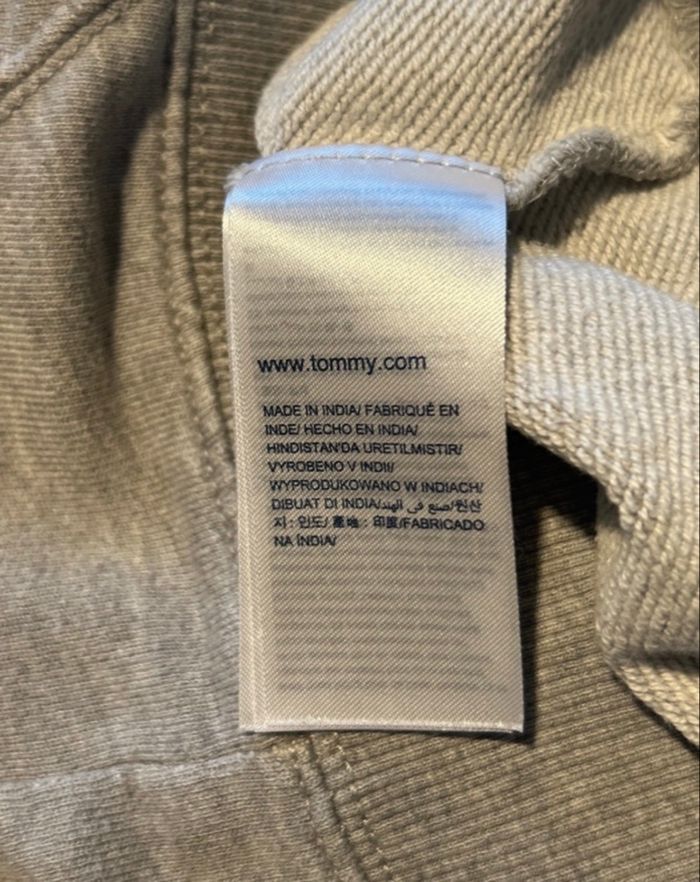 www.tommy.com
MADE IN INDIA/ FABRIQUÉ EN
INDE/ HECHO EN INDIA/
HINDISTAN'DA URETILMISTIR/
VYROBENO V INDII/
WYPRODUKOWANO W INDIACH/
DIBUAT DI INDIA/صنع في الهند/원산
지 : 인도/ 產地 : 印度/FABRICADO
NA ÍNDIA/